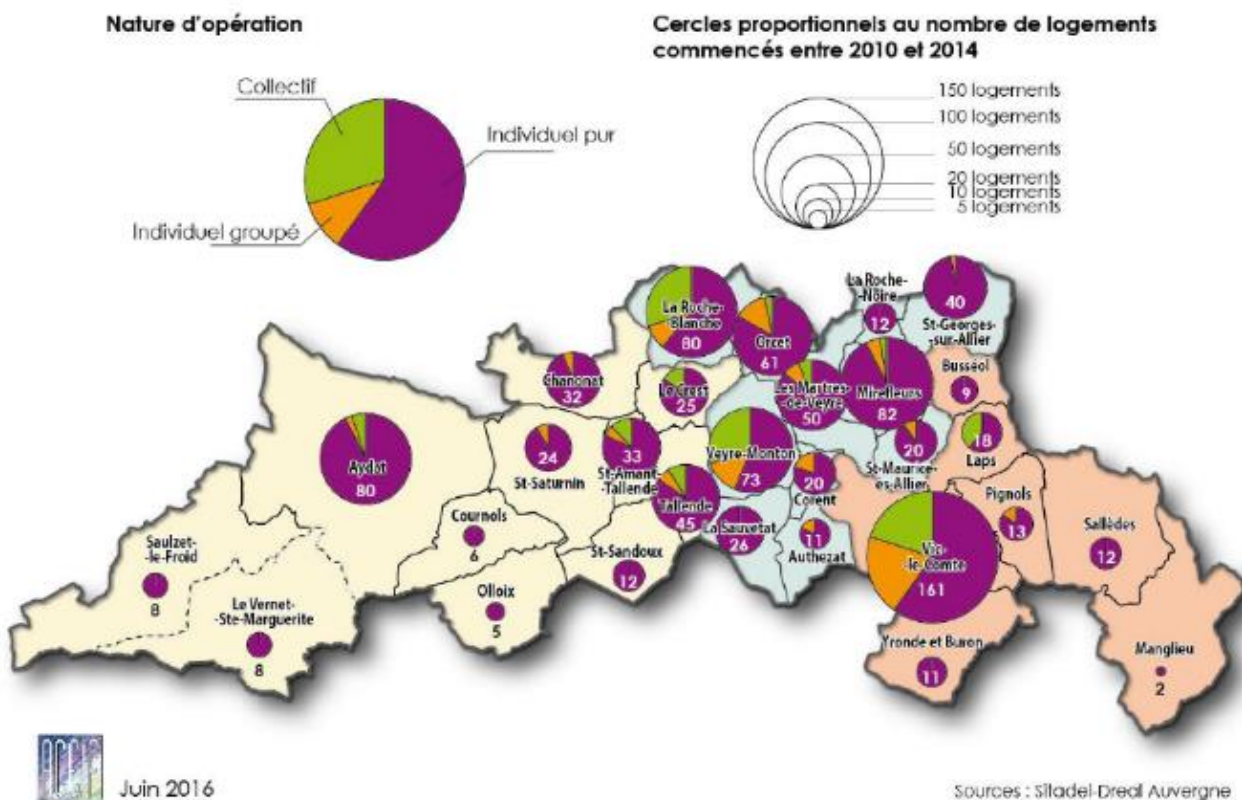 Nature d'opération
Cercles proportionnels au nombre de logements
commencés entre 2010 et 2014
Collectif
Individuel pur
Individuel groupé
150 logements
100 logements
50 logements
20 logements
10 logements
5 logements
La Roche-
-Blanche
80
Orcet
61
La Roche-
-Noire
12
40
St-Georges-
-sur-Allier
Chanonat
32
Le Crest
25
Les Martres-
-de-Veyre
50
Mirefleurs
82
Busséol
9
Aydat
80
24
St-Saturnin
33
St-Amant-
-Tallende
Veyre-Monton
73
20
St-Maurice-
-ès-Allier
18
Laps
Tallende
45
20
Corent
Cournols
6
La Sauvetat
26
11
Authezat
Pignols
13
Sallèdes
12
Saulzet-
-le-Froid
8
St-Sandoux
12
Vic-
-le-Comte
161
Le Vernet-
-Ste-Marguerite
8
Olloix
5
Yronde et Buron
11
Manglieu
2
Juin 2016
Sources : Sitadel-Dreal Auvergne